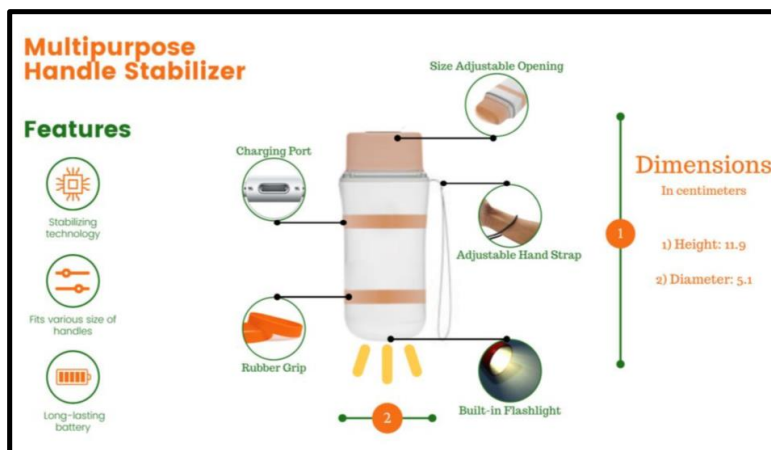 Multipurpose
Handle Stabilizer
Features
Stabilizing
technology
Fits various size of
handles
Long-lasting
battery
Size Adjustable Opening
Charging Port
Adjustable Hand Strap
Rubber Grip
Built-in Flashlight
2
1
Dimensions
In centimeters
1) Height: 11.9
2) Diameter: 5.1